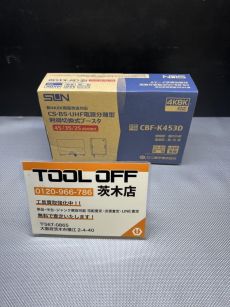 SUN
4K8K
CS・BS・UHF電源分離型
利得切換式ブースタ
45/35/25
CBF-K453D
TOOL OFF
0120-966-786 茨木店
工具買取強化中!!
無料で査定いたします!
〒567-0865
大阪府茨木市横江2-4-40